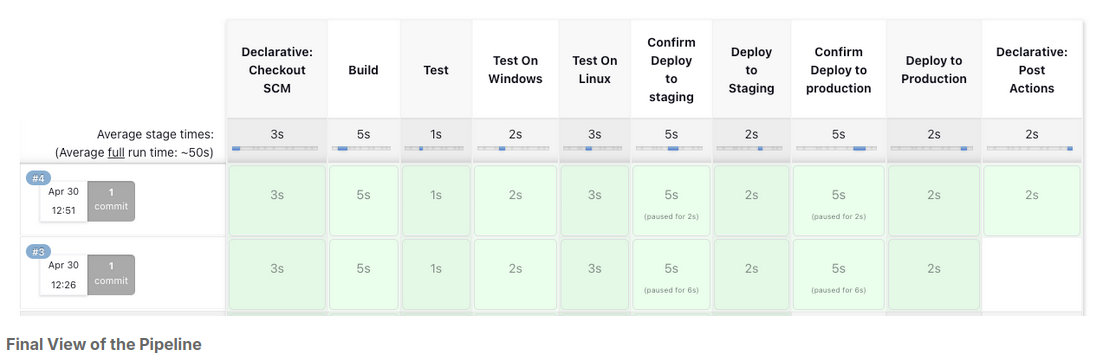 Declarative:
Checkout
SCM
Build
Test
Test On
Windows
Test On
Linux
Confirm
Deploy
to
staging
Deploy
to
Staging
Confirm
Deploy to
production
Deploy to
Production
Declarative:
Post
Actions
Average stage times:
(Average full run time: ~50s)
3s
5s
1s
2s
3s
5s
2s
5s
2s
2s
#4
Apr 30
12:51
1
commit
3s
5s
1s
2s
3s
5s
(paused for 2s)
2s
5s
(paused for 2s)
2s
2s
#3
Apr 30
12:26
1
commit
3s
5s
1s
2s
3s
5s
(paused for 6s)
2s
5s
(paused for 6s)
2s
Final View of the Pipeline